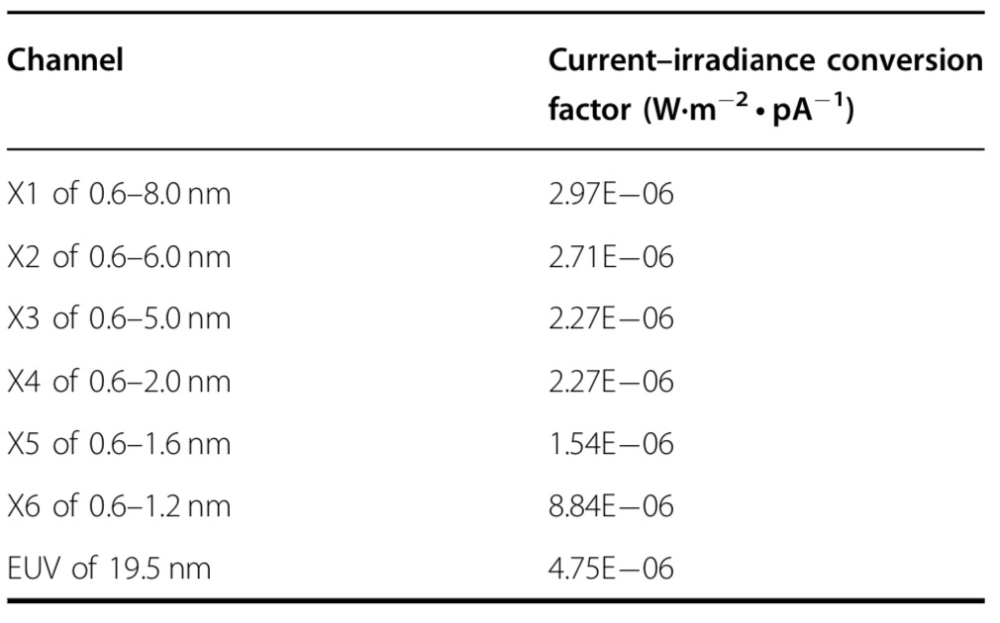 Channel Current–irradiance conversion
factor (W·m⁻² • pA⁻¹)
X1 of 0.6–8.0 nm 2.97E−06
X2 of 0.6–6.0 nm 2.71E−06
X3 of 0.6–5.0 nm 2.27E−06
X4 of 0.6–2.0 nm 2.27E−06
X5 of 0.6–1.6 nm 1.54E−06
X6 of 0.6–1.2 nm 8.84E−06
EUV of 19.5 nm 4.75E−06